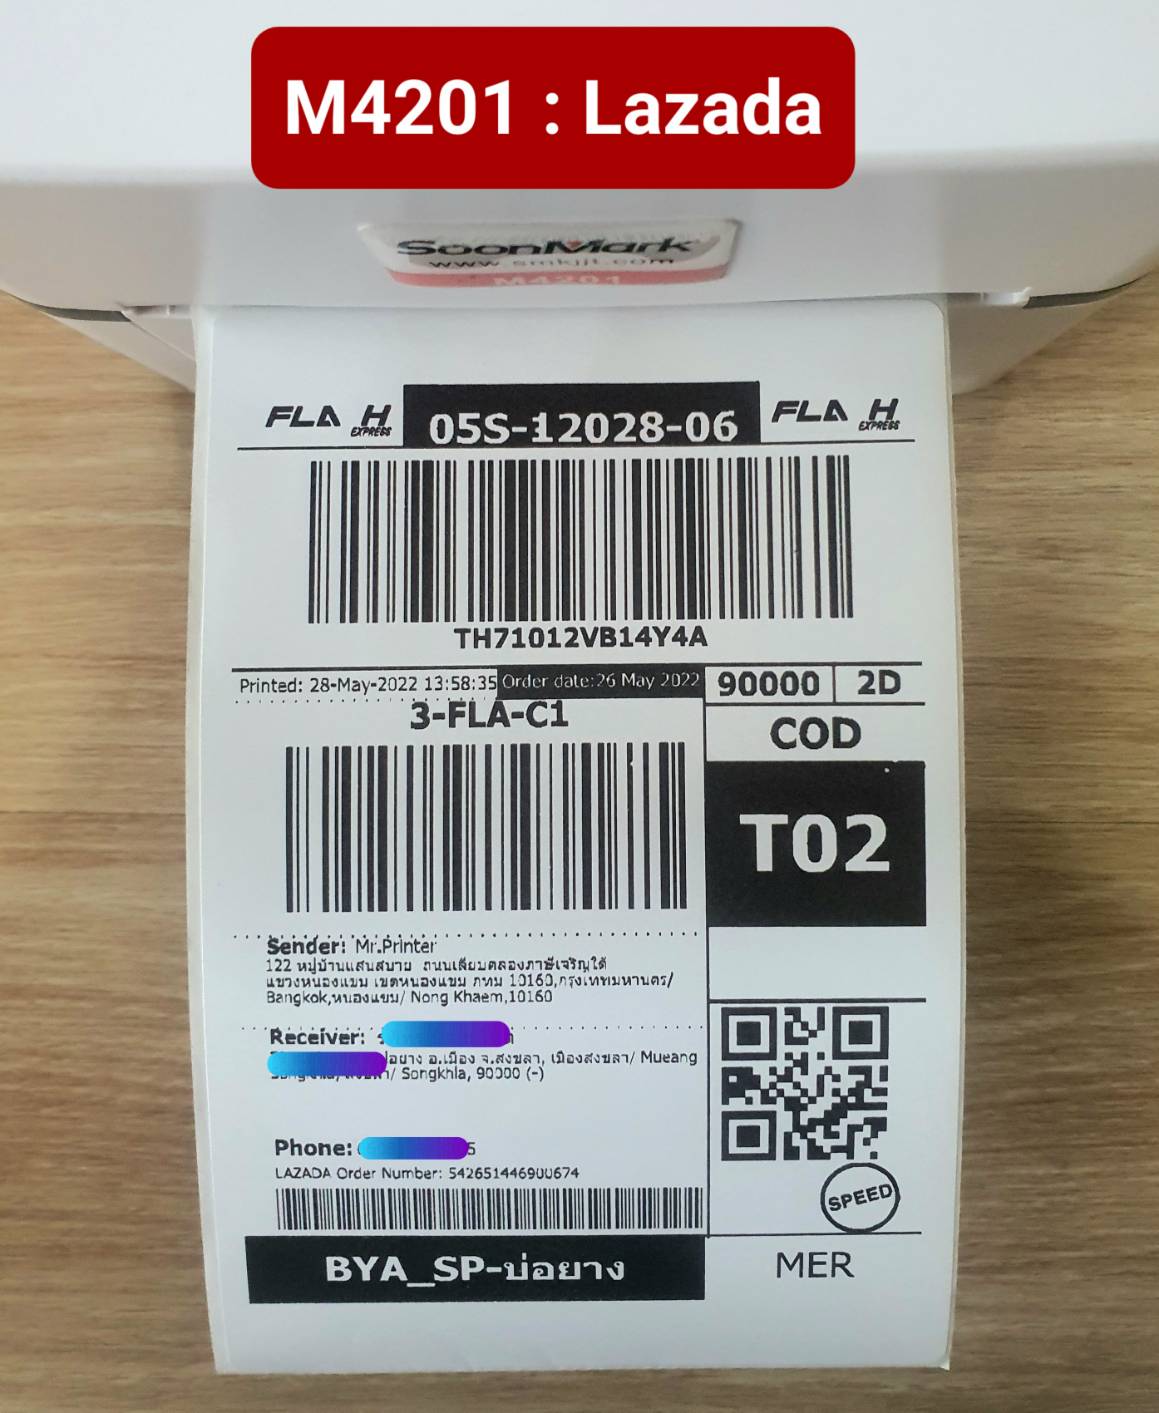 M4201 : Lazada
SoonMark
www.smkjjt.com
M4201
FLA H EXPRESS
05S-12028-06
FLA H EXPRESS
TH71012VB14Y4A
Printed: 28-May-2022 13:58:35 Order date:26 May 2022
90000 2D
3-FLA-C1
COD
T02
Sender: Mr.Printer
122 หมู่บ้านแสนสบาย ถนนเลียบคลองภาษีเจริญใต้
แขวงหนองแขม เขตหนองแขม กทม 10160,กรุงเทพมหานคร/
Bangkok,หนองแขม/ Nong Khaem,10160
Receiver:
อ.เมือง จ.สงขลา, เมืองสงขลา/ Mueang
Songkhla, 90000 (-)
Phone:
LAZADA Order Number: 542651446900674
SPEED
BYA_SP-บ่อยาง
MER